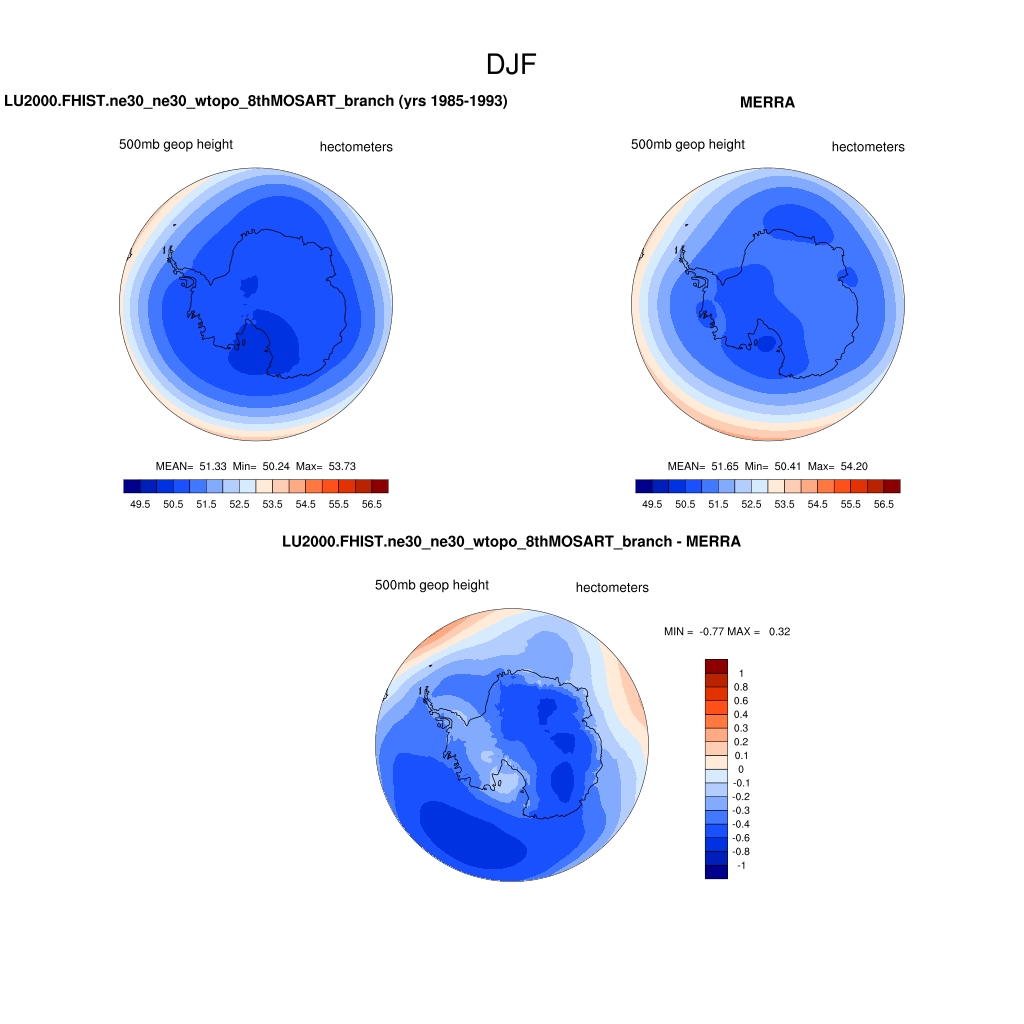 DJF
LU2000.FHIST.ne30_ne30_wtopo_8thMOSART_branch (yrs 1985-1993)
500mb geop height hectometers
MEAN= 51.33 Min= 50.24 Max= 53.73
49.5 50.5 51.5 52.5 53.5 54.5 55.5 56.5
MERRA
500mb geop height hectometers
MEAN= 51.65 Min= 50.41 Max= 54.20
49.5 50.5 51.5 52.5 53.5 54.5 55.5 56.5
LU2000.FHIST.ne30_ne30_wtopo_8thMOSART_branch - MERRA
500mb geop height hectometers
MIN = -0.77 MAX = 0.32
1
0.8
0.6
0.4
0.3
0.2
0.1
0
-0.1
-0.2
-0.3
-0.4
-0.6
-0.8
-1